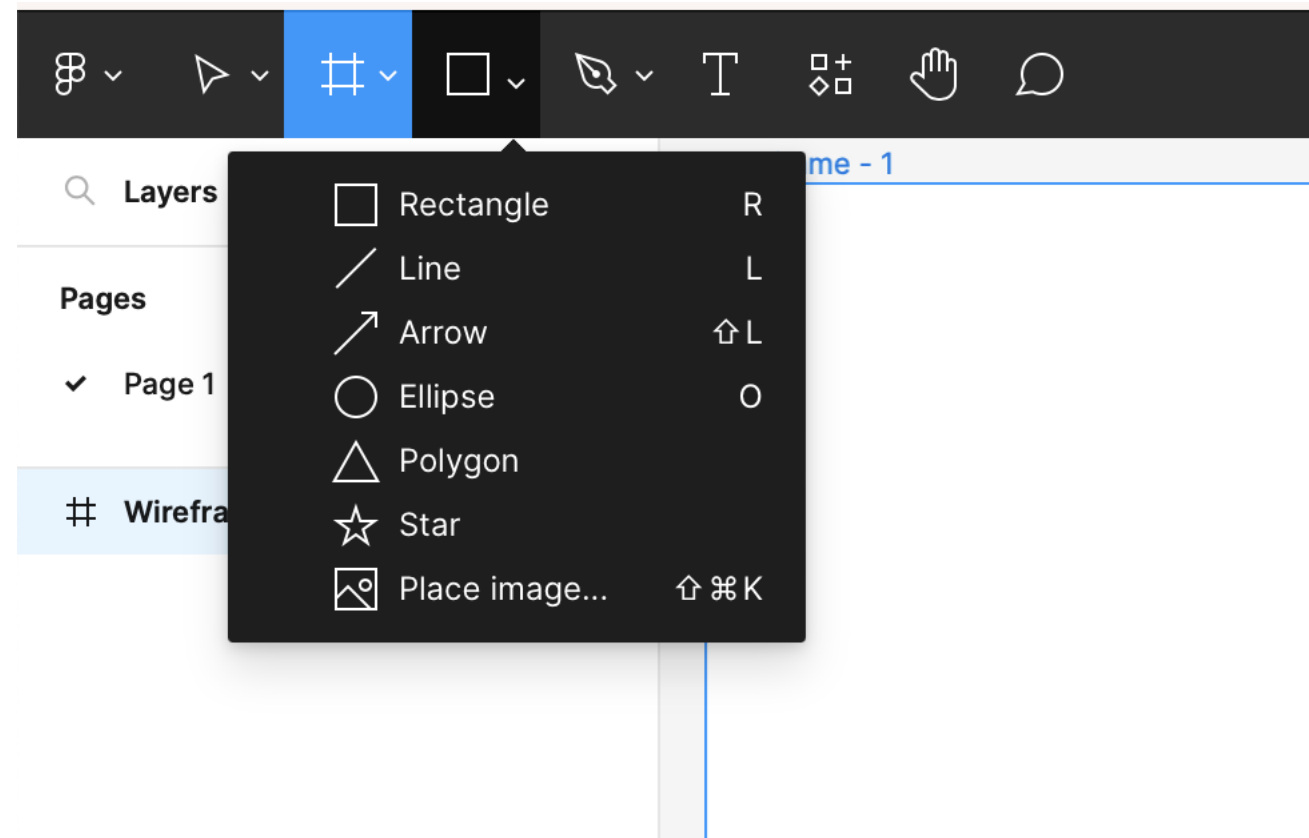 me - 1
Layers
Rectangle R
Line L
Pages
Arrow ⇧L
Page 1
Ellipse O
Polygon
Wirefra
Star
Place image... ⇧⌘K